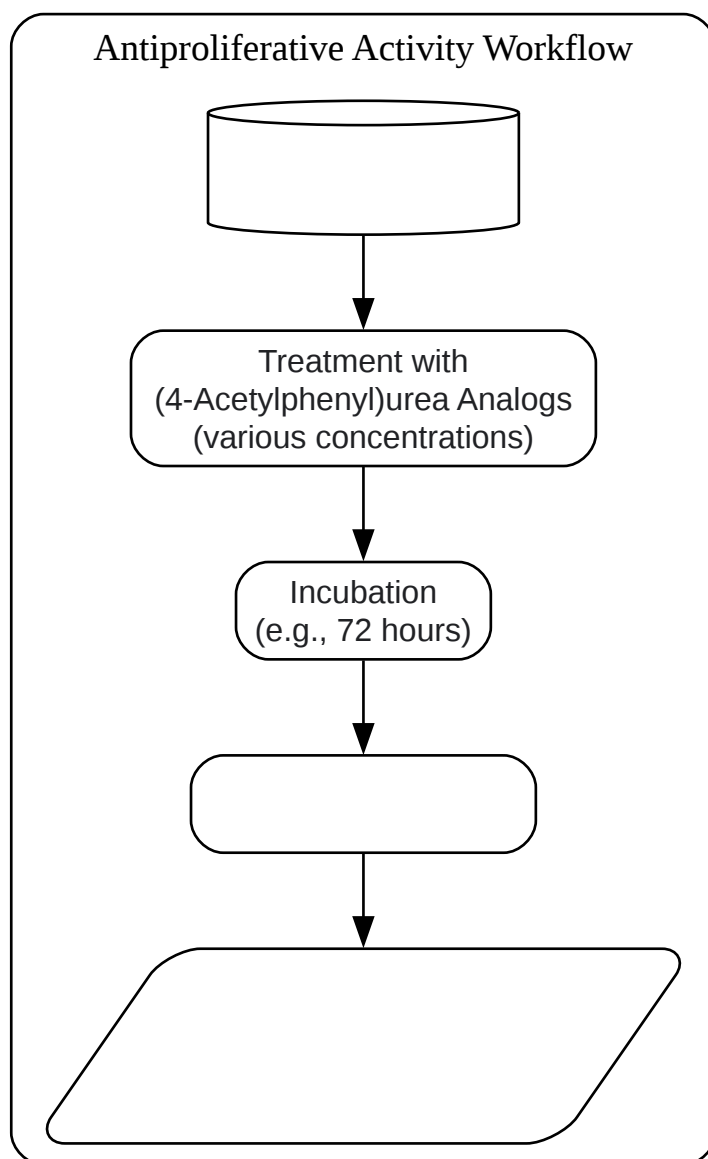 Antiproliferative Activity Workflow
Treatment with
(4-Acetylphenyl)urea Analogs
(various concentrations)
Incubation
(e.g., 72 hours)